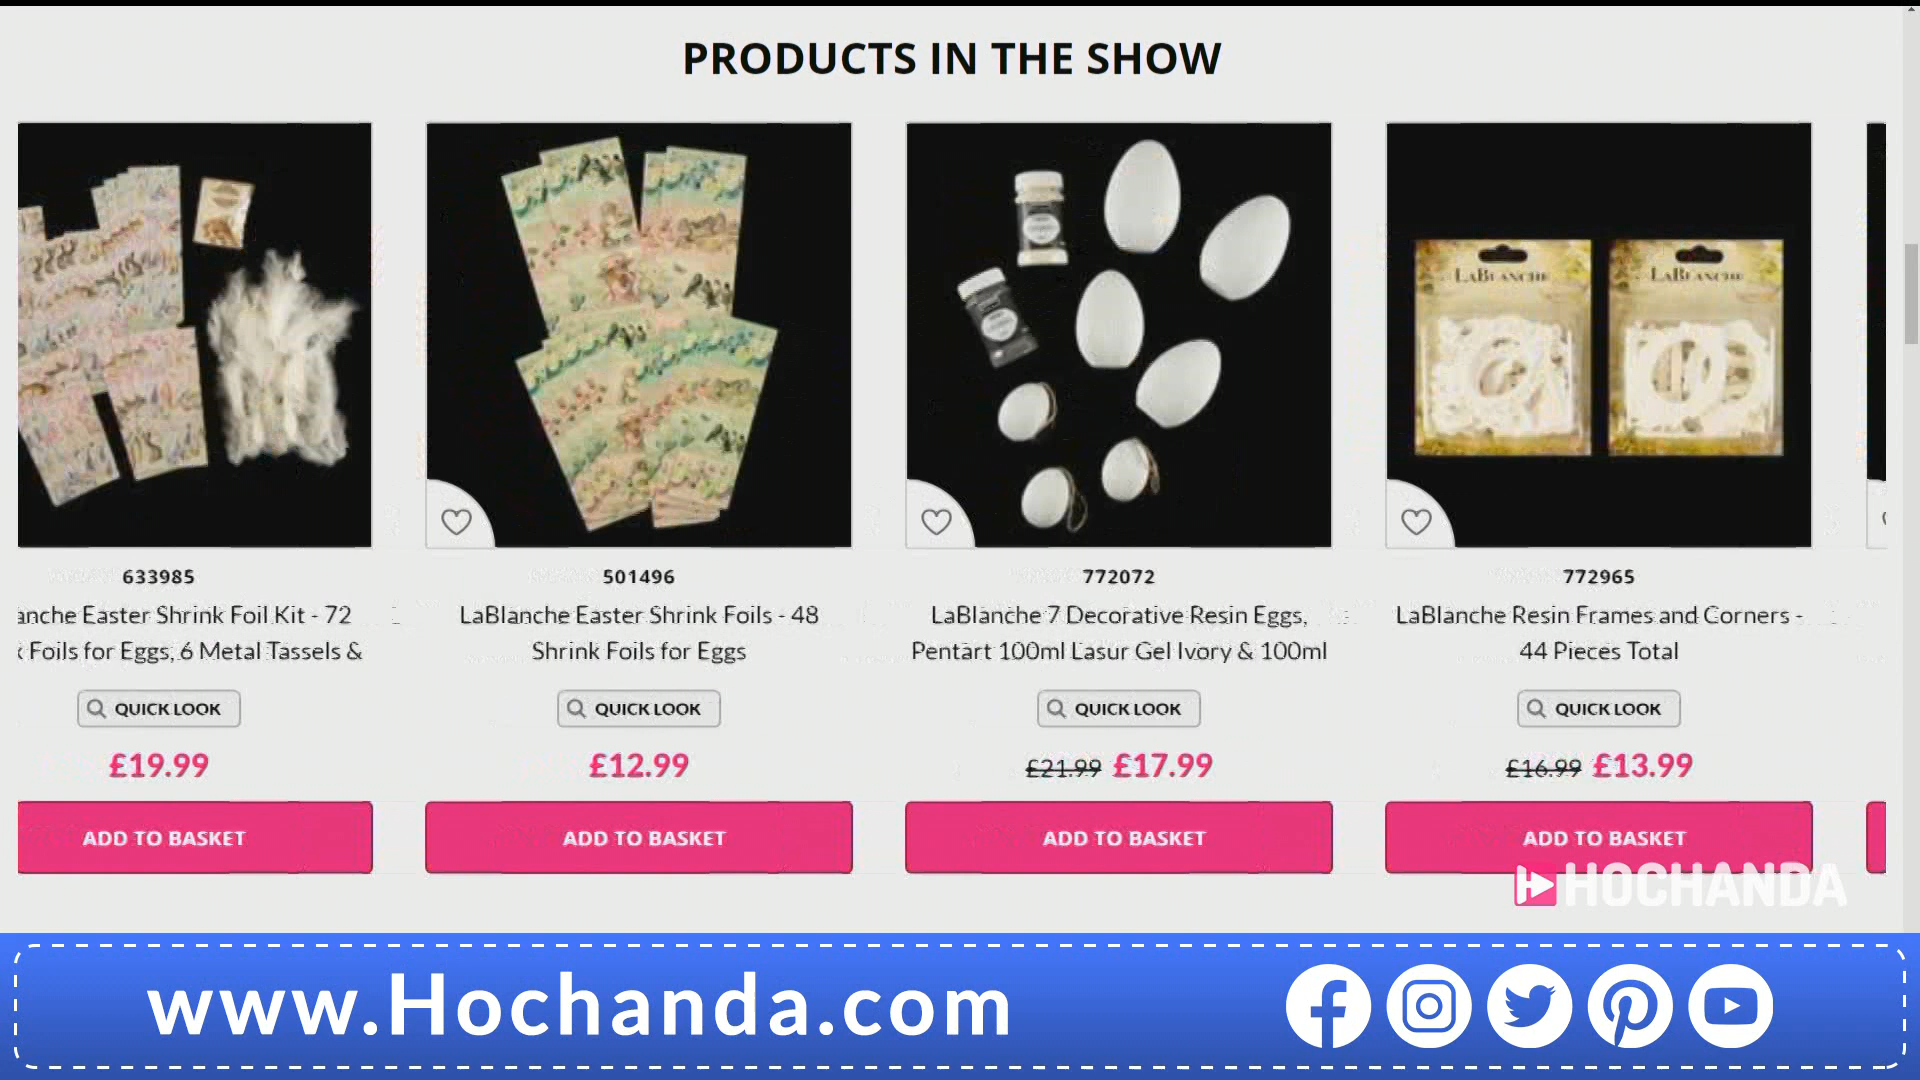 PRODUCTS IN THE SHOW
LABLANCHE
LABLANCHE
633985
anche Easter Shrink Foil Kit - 72
Foils for Eggs, 6 Metal Tassels &
QUICK LOOK
£19.99
ADD TO BASKET
501496
LaBlanche Easter Shrink Foils - 48
Shrink Foils for Eggs
QUICK LOOK
£12.99
ADD TO BASKET
772072
LaBlanche 7 Decorative Resin Eggs,
Pentart 100ml Lasur Gel Ivory & 100ml
QUICK LOOK
£21.99 £17.99
ADD TO BASKET
772965
LaBlanche Resin Frames and Corners -
44 Pieces Total
QUICK LOOK
£16.99 £13.99
ADD TO BASKET
HOCHANDA
www.Hochanda.com